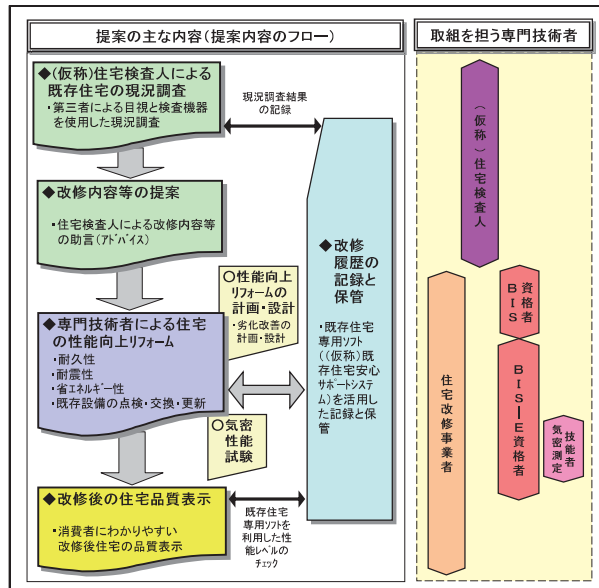 提案の主な内容（提案内容のフロー）
取組を担う専門技術者
◆（仮称）住宅検査人による
既存住宅の現況調査
・第三者による目視と検査機器
を使用した現況調査
現況調査結果
の記録
◆改修内容等の提案
・住宅検査人による改修内容等
の助言（ｱﾄﾞﾊﾞｲｽ）
○性能向上
リフォームの
計画・設計
・劣化改善の
計画・設計
◆専門技術者による住宅
の性能向上リフォーム
・耐久性
・耐震性
・省エネルギー性
・既存設備の点検・交換・更新
○気密
性能
試験
◆改修後の住宅品質表示
・消費者にわかりやすい
改修後住宅の品質表示
既存住宅
専用ソフトを
利用した性
能レベルの
チェック
◆改修
履歴の
記録と
保管
・既存住宅
専用ソフト
（（仮称）既
存住宅安心
サポートシステ
ム）を活用し
た記録と保
管
（仮称）住宅検査人
住宅改修事業者
BIS
資格者
BIS－E資格者
気密測定
技能者